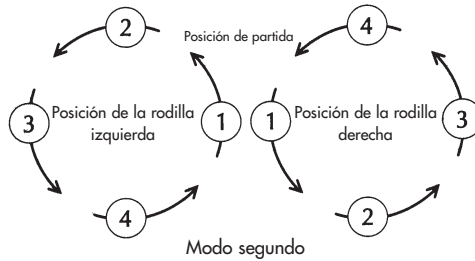 2
Posición de partida
4
3
Posición de la rodilla
izquierda
1
1
Posición de la rodilla
derecha
3
4
2
Modo segundo